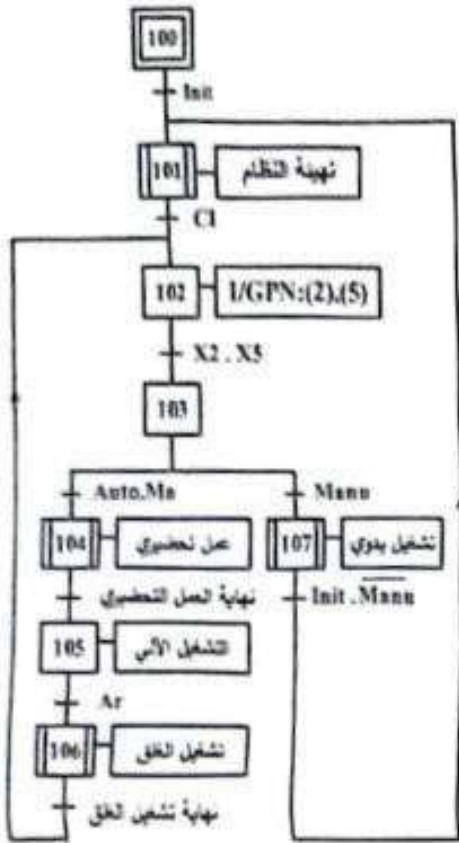 100
Init
101 تهيئة النظام
CI
102 I/GPN:(2),(5)
X2 . X5
103
Auto.Ma Manu
104 عمل تحضيري 107 تشغيل يدوي
نهاية العمل التحضيري Init . M̅a̅n̅u̅
105 التشغيل الآلي
Ar
106 تشغيل الغلق
نهاية تشغيل الغلق